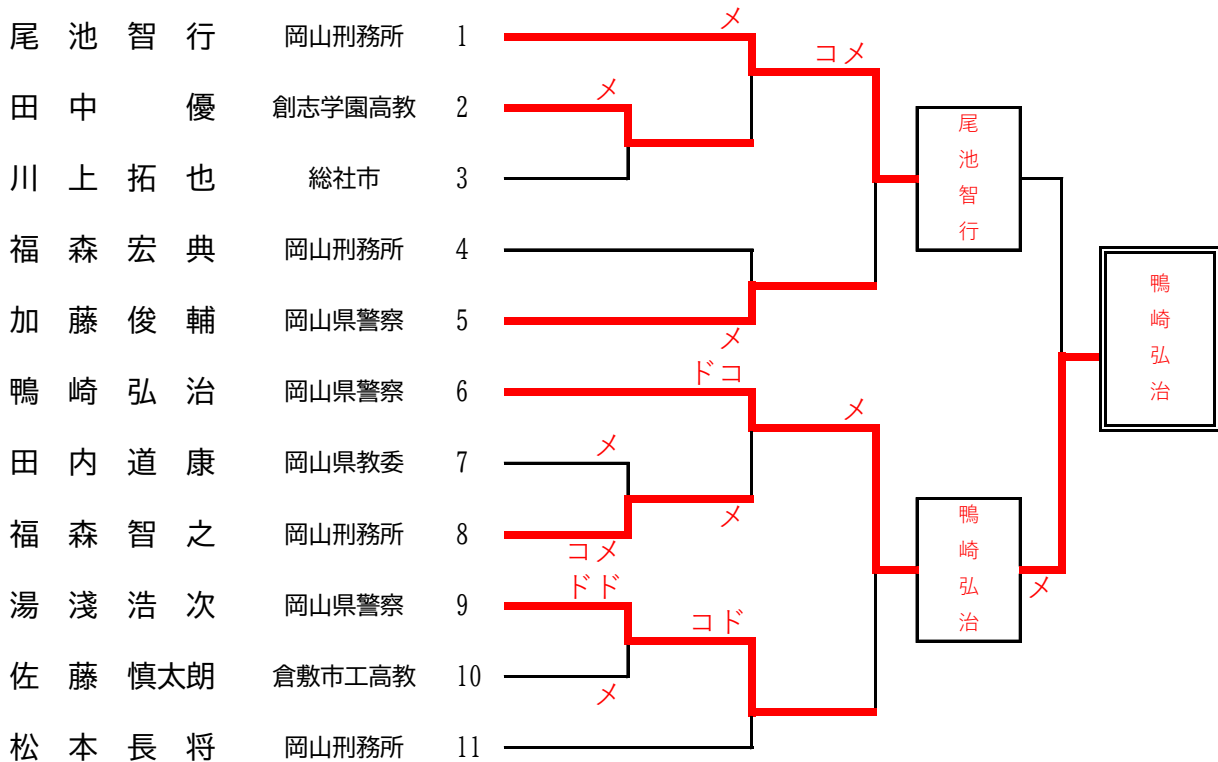 尾池智行 岡山刑務所 1
メ
コメ
田中優 創志学園高教 2
メ
川上拓也 総社市 3
福森宏典 岡山刑務所 4
加藤俊輔 岡山県警察 5
メ
鴨崎弘治 岡山県警察 6
ドコ
メ
田内道康 岡山県教委 7
メ
メ
福森智之 岡山刑務所 8
コメ
湯淺浩次 岡山県警察 9
ドド
コド
佐藤慎太朗 倉敷市工高教 10
メ
松本長将 岡山刑務所 11
尾池智行
鴨崎弘治
メ
鴨崎弘治